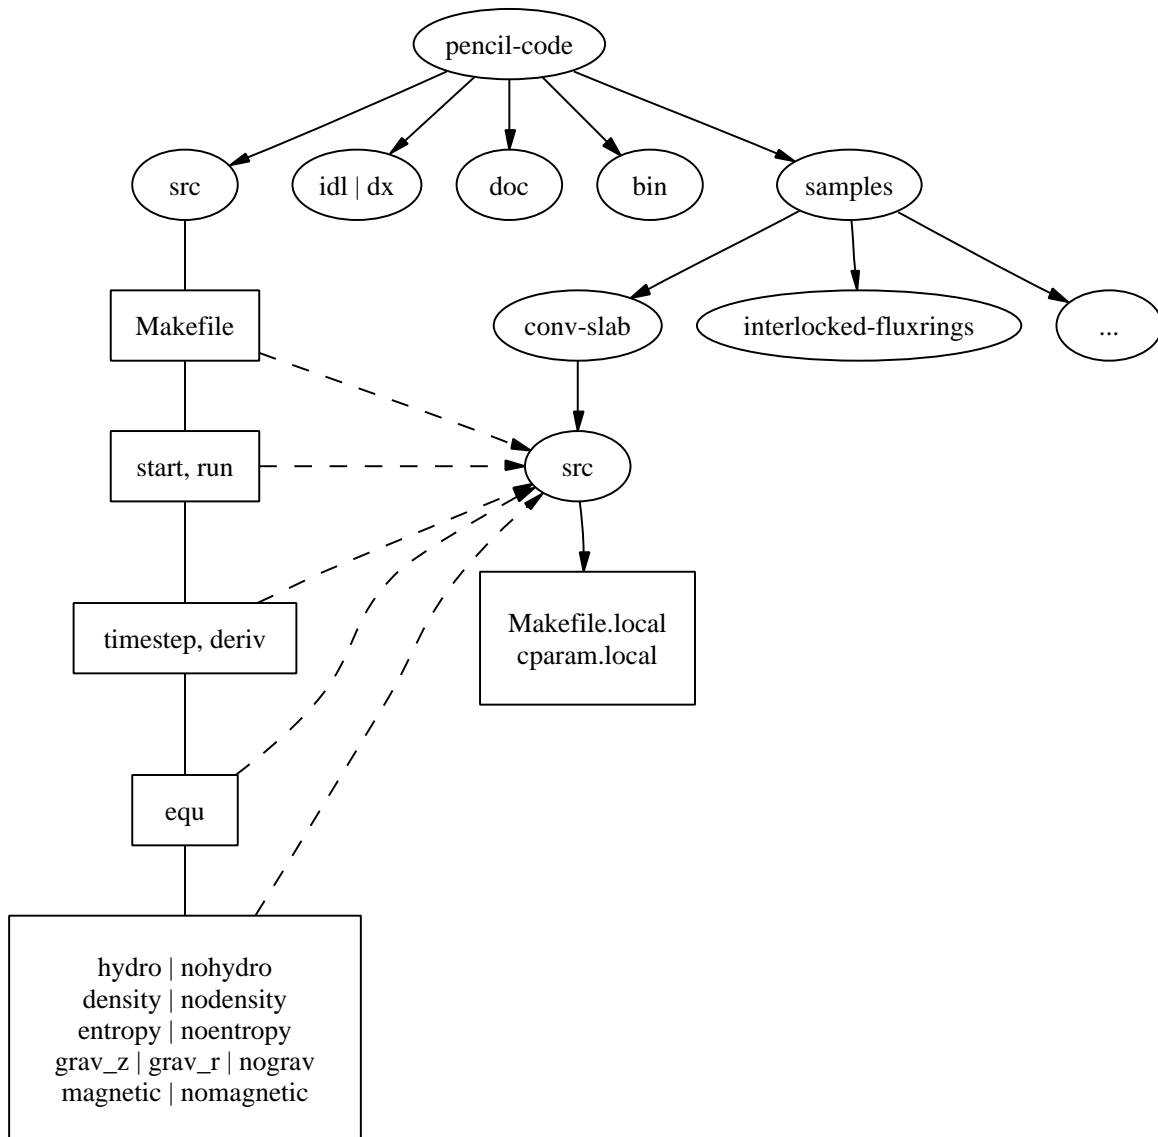 pencil-code
src
idl | dx
doc
bin
samples
Makefile
conv-slab
interlocked-fluxrings
...
start, run
src
timestep, deriv
Makefile.local
cparam.local
equ
hydro | nohydro
density | nodensity
entropy | noentropy
grav_z | grav_r | nograv
magnetic | nomagnetic